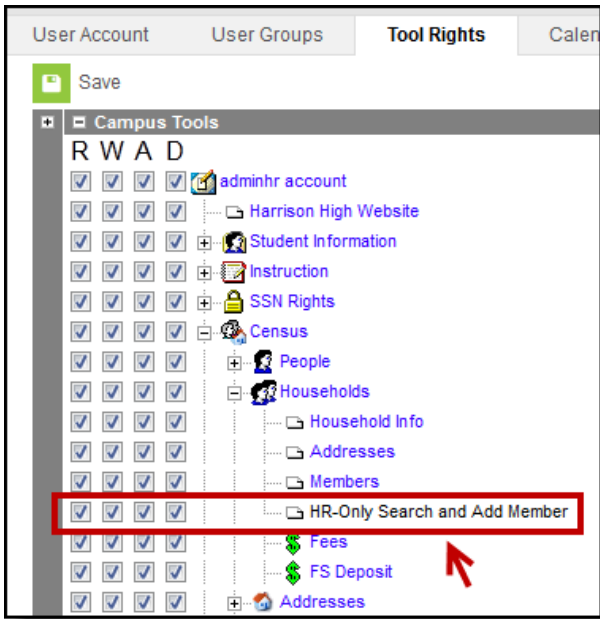 User Account User Groups Tool Rights Calen
Save
Campus Tools
R W A D
adminhr account
Harrison High Website
Student Information
Instruction
SSN Rights
Census
People
Households
Household Info
Addresses
Members
HR-Only Search and Add Member
Fees
FS Deposit
Addresses